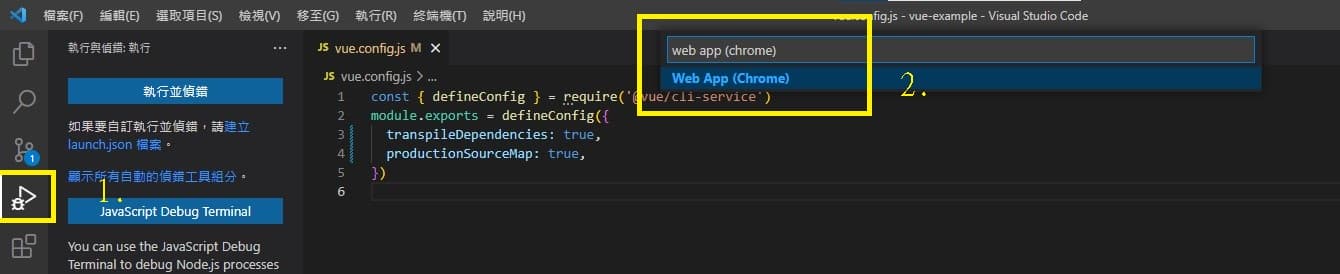 檔案(F) 編輯(E) 選取項目(S) 檢視(V) 移至(G) 執行(R) 終端機(T) 說明(H)
vue.config.js - vue-example - Visual Studio Code
執行與偵錯: 執行 ...
JS vue.config.js M ×
web app (chrome)
Web App (Chrome)
2.
執行並偵錯
如果要自訂執行並偵錯，請建立
launch.json 檔案。
顯示所有自動的偵錯工具組分。
1.
JavaScript Debug Terminal
You can use the JavaScript Debug
Terminal to debug Node.js processes
1
JS vue.config.js > ...
1 const { defineConfig } = require('@vue/cli-service')
2 module.exports = defineConfig({
3 transpileDependencies: true,
4 productionSourceMap: true,
5 })
6